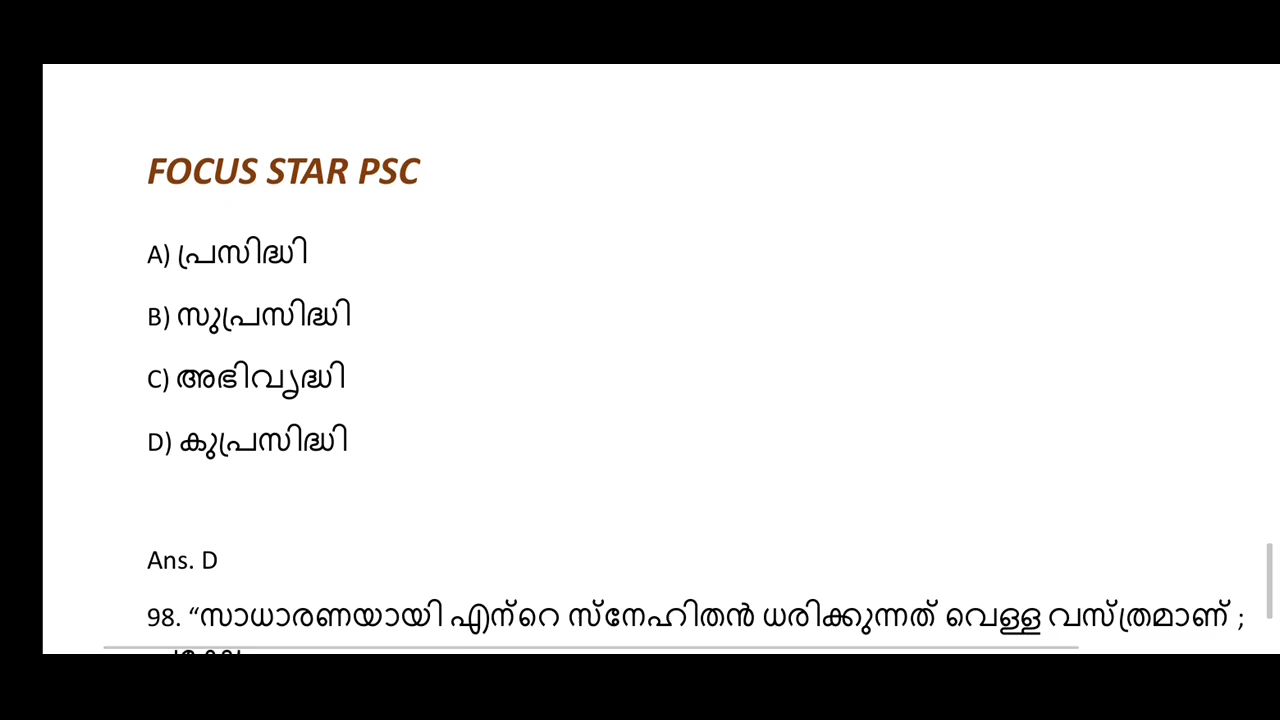 FOCUS STAR PSC
A) പ്രസിദ്ധി
B) സുപ്രസിദ്ധി
C) അഭിവൃദ്ധി
D) കുപ്രസിദ്ധി
Ans. D
98. “സാധാരണയായി എന്റെ സ്നേഹിതൻ ധരിക്കുന്നത് വെള്ള വസ്ത്രമാണ് ;